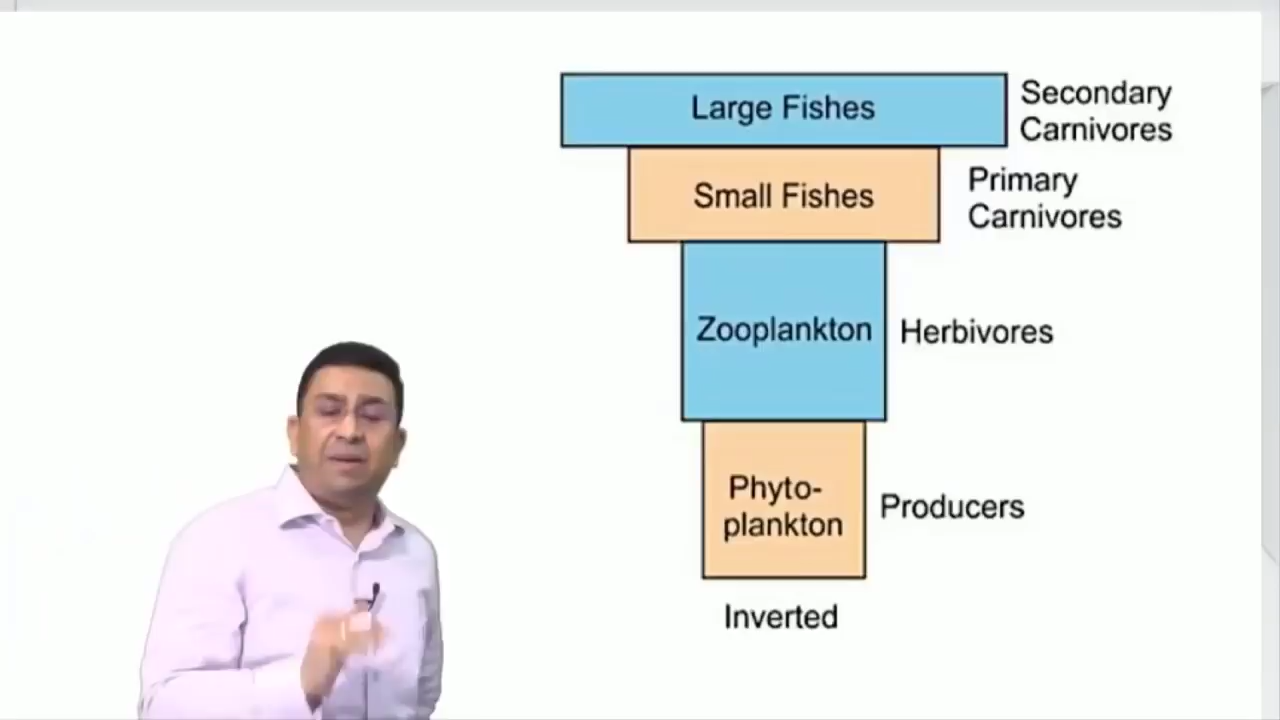 Large Fishes
Secondary
Carnivores
Small Fishes
Primary
Carnivores
Zooplankton
Herbivores
Phyto-
plankton
Producers
Inverted